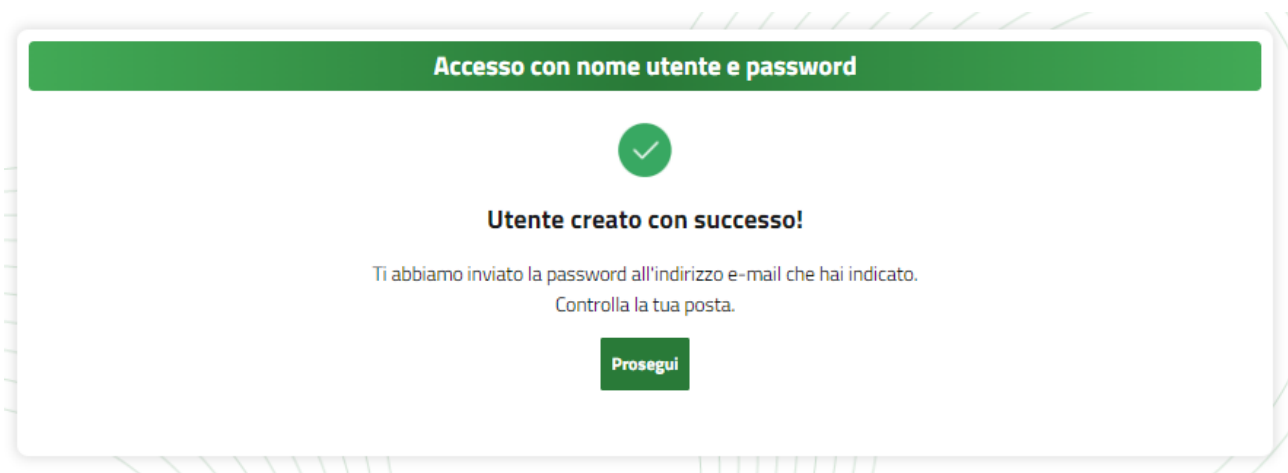 Accesso con nome utente e password
Utente creato con successo!
Ti abbiamo inviato la password all'indirizzo e-mail che hai indicato.
Controlla la tua posta.
Prosegui